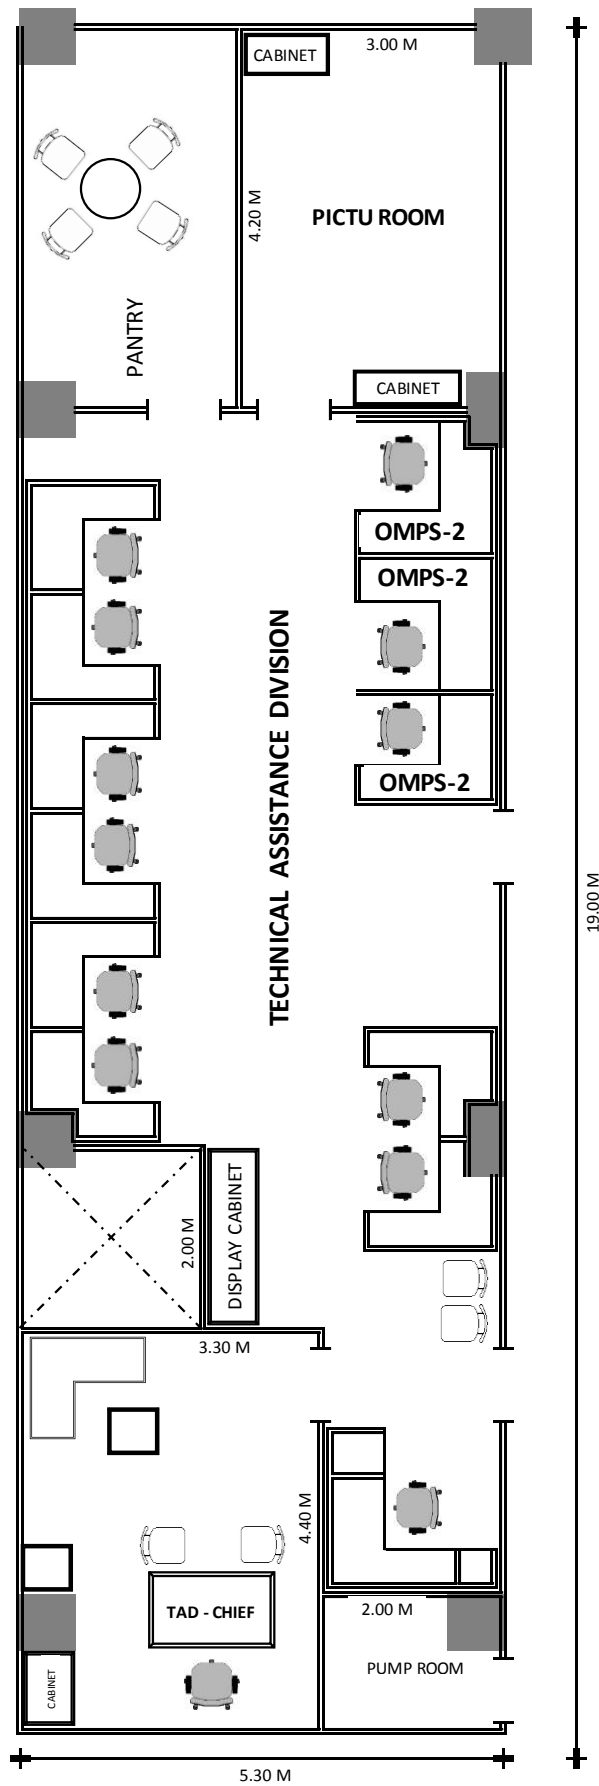 CABINET
3.00 M
4.20 M
PICTU ROOM
PANTRY
CABINET
OMPS-2
OMPS-2
TECHNICAL ASSISTANCE DIVISION
OMPS-2
19.00 M
2.00 M
DISPLAY CABINET
3.30 M
4.40 M
TAD - CHIEF
2.00 M
PUMP ROOM
CABINET
5.30 M